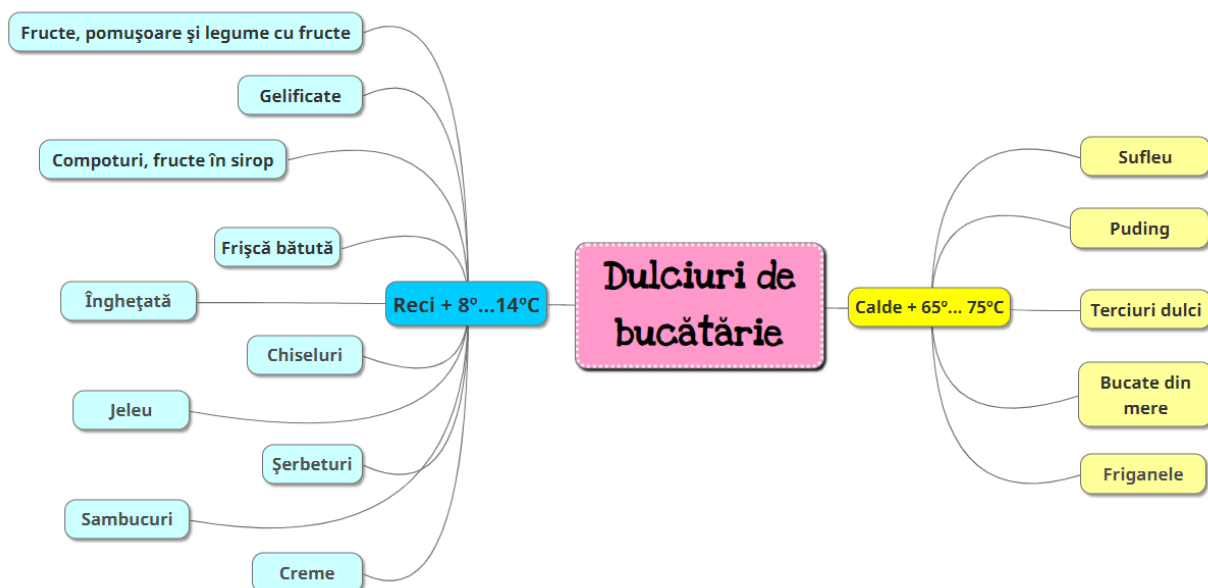 Fructe, pomuşoare şi legume cu fructe
Gelificate
Compoturi, fructe în sirop
Frişcă bătută
Îngheţată
Chiseluri
Jeleu
Şerbeturi
Sambucuri
Creme
Reci + 8º...14ºC
Dulciuri de
bucătărie
Calde + 65º... 75ºC
Sufleu
Puding
Terciuri dulci
Bucate din
mere
Friganele